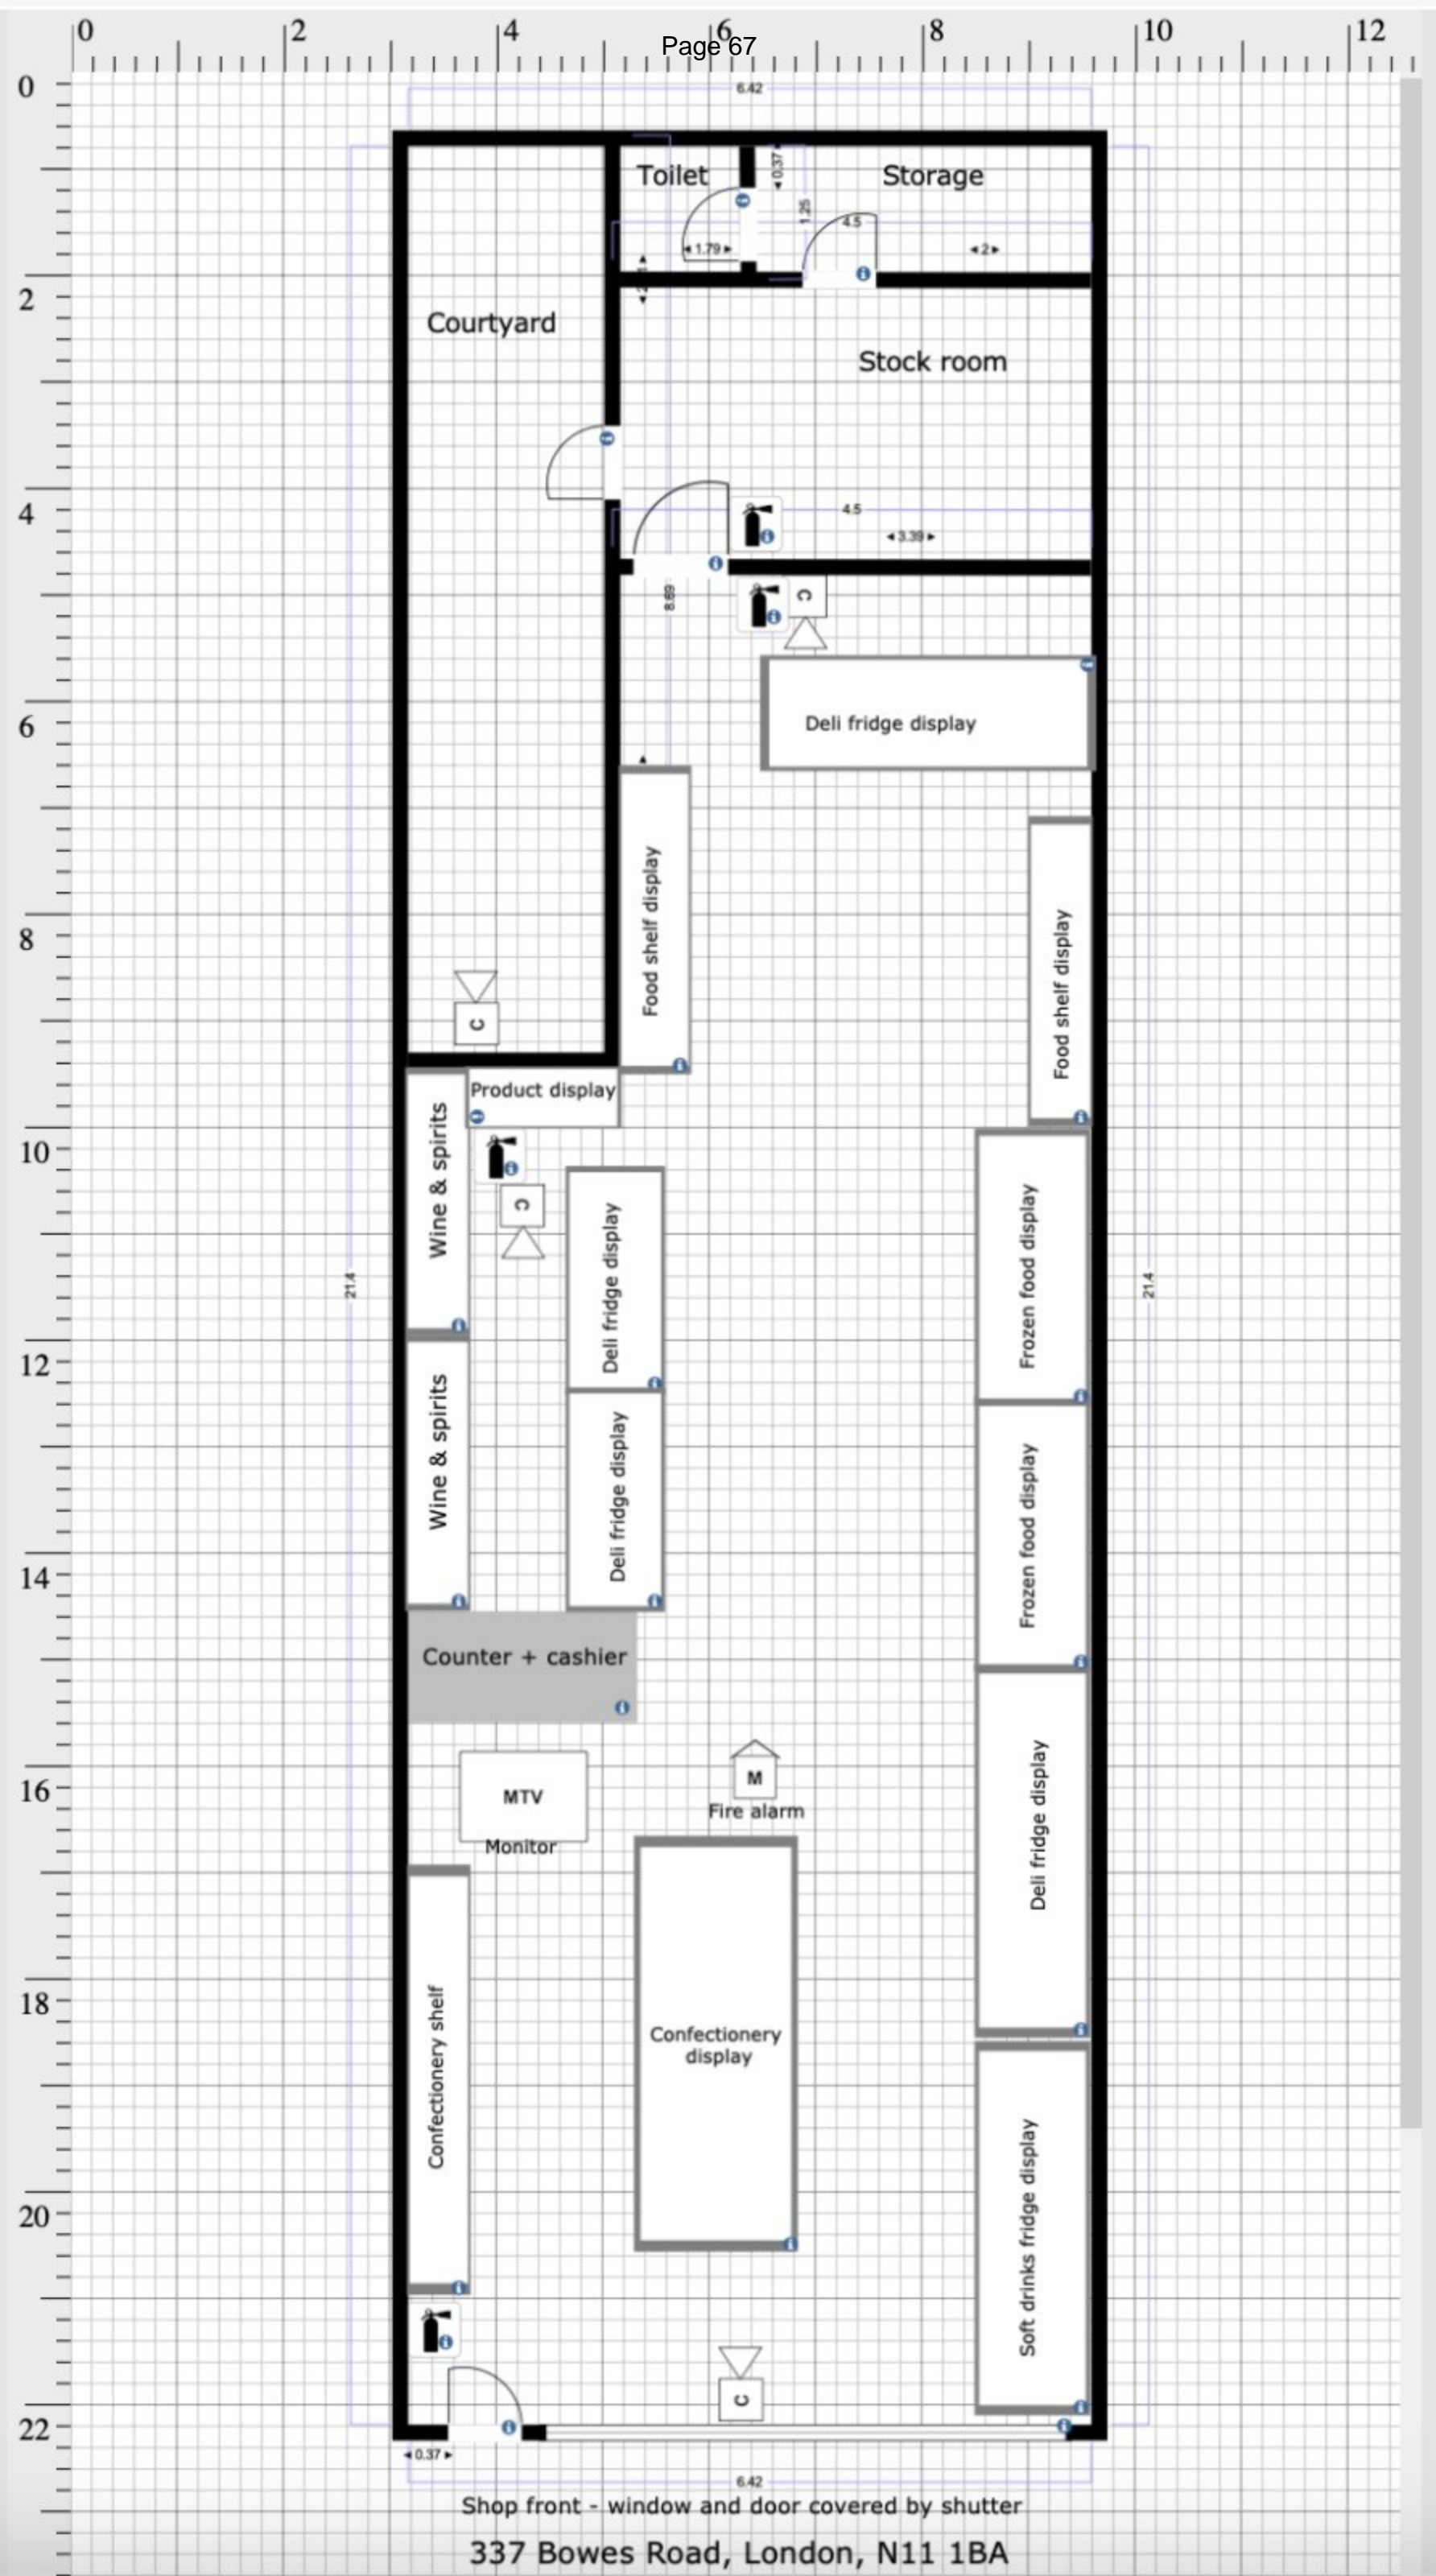 0 2 4 6 8 10 12
Page 67
0
6.42
Toilet
0.37
Storage
1.25
4.5
1.79
2
2
Courtyard
Stock room
4
4.5
3.39
8.69
C
6
Deli fridge display
Food shelf display
8
Food shelf display
C
Product display
Wine & spirits
10
C
Deli fridge display
Frozen food display
21.4
21.4
12
Wine & spirits
Deli fridge display
Frozen food display
14
Counter + cashier
Deli fridge display
16
MTV
M
Fire alarm
Monitor
18
Confectionery shelf
Confectionery
display
20
Soft drinks fridge display
C
22
0.37
6.42
Shop front - window and door covered by shutter
337 Bowes Road, London, N11 1BA